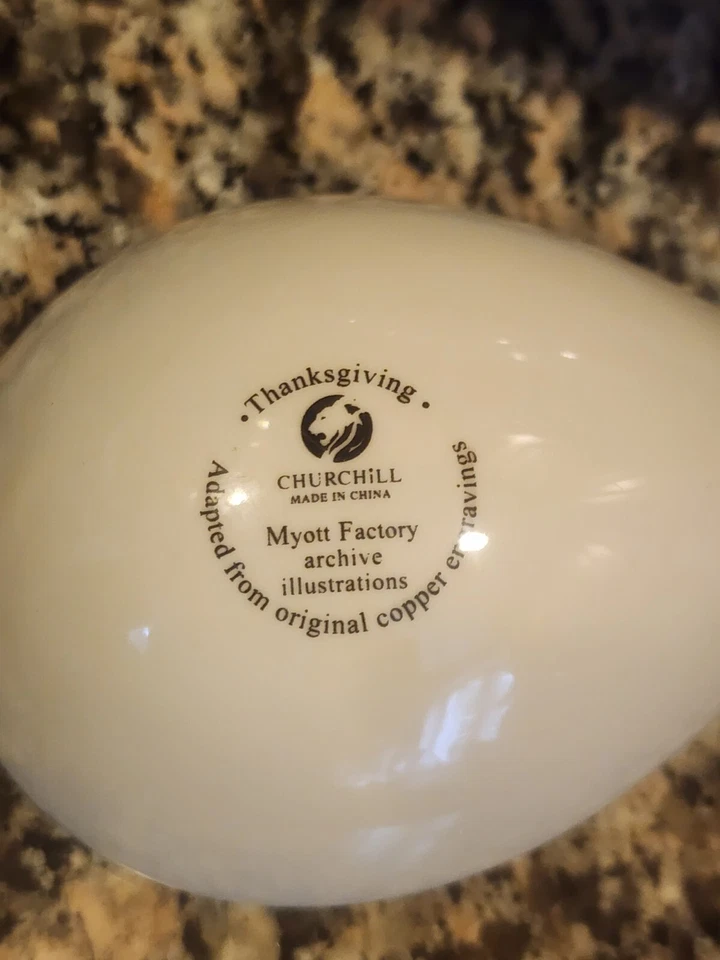 • Thanksgiving •
CHURCHiLL
MADE IN CHINA
Myott Factory
archive
illustrations
Adapted from original copper engravings